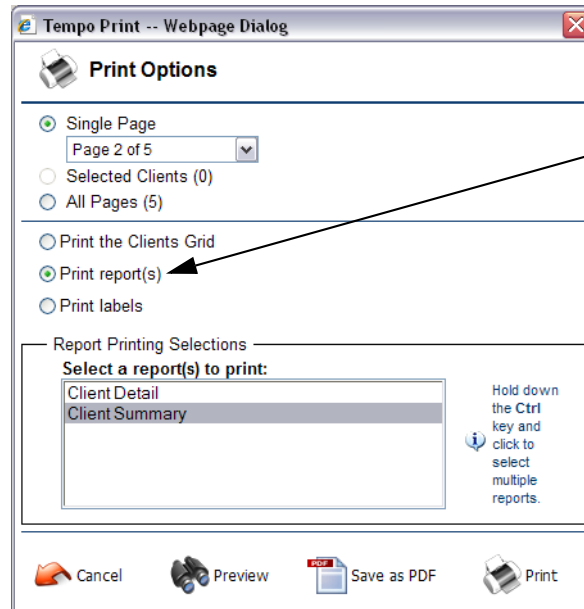 Tempo Print -- Webpage Dialog
Print Options
Single Page
Page 2 of 5
Selected Clients (0)
All Pages (5)
Print the Clients Grid
Print report(s)
Print labels
Report Printing Selections
Select a report(s) to print:
Client Detail
Client Summary
Hold down
the Ctrl
key and
click to
select
multiple
reports.
Cancel
Preview
PDF
Save as PDF
Print